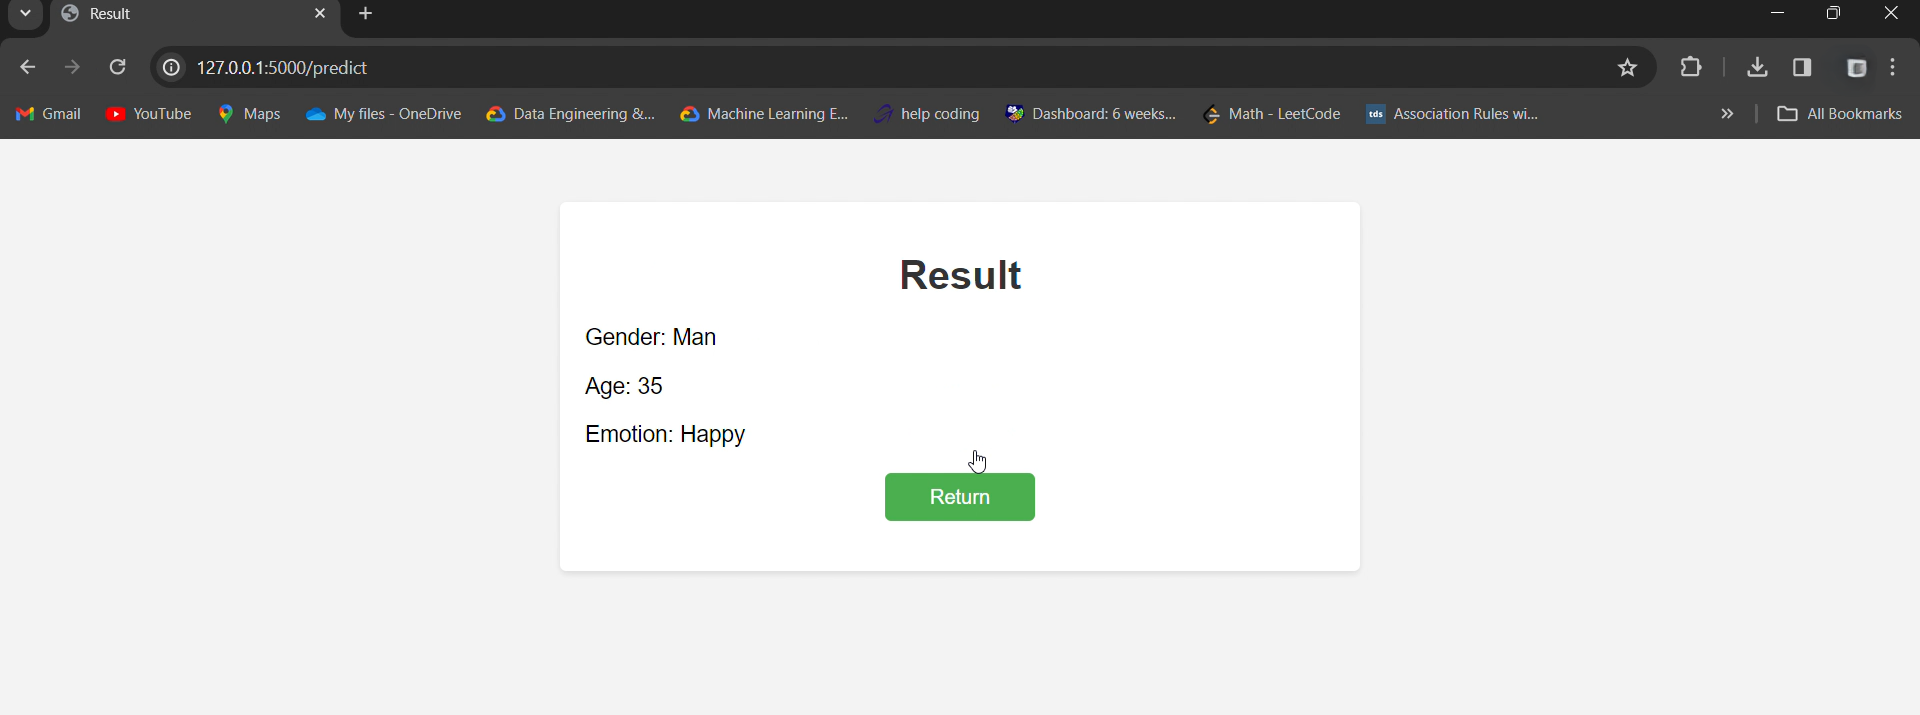 Result
127.0.0.1:5000/predict
Gmail YouTube Maps My files - OneDrive Data Engineering &... Machine Learning E... help coding Dashboard: 6 weeks... Math - LeetCode tds Association Rules wi... » All Bookmarks
Result
Gender: Man
Age: 35
Emotion: Happy
Return